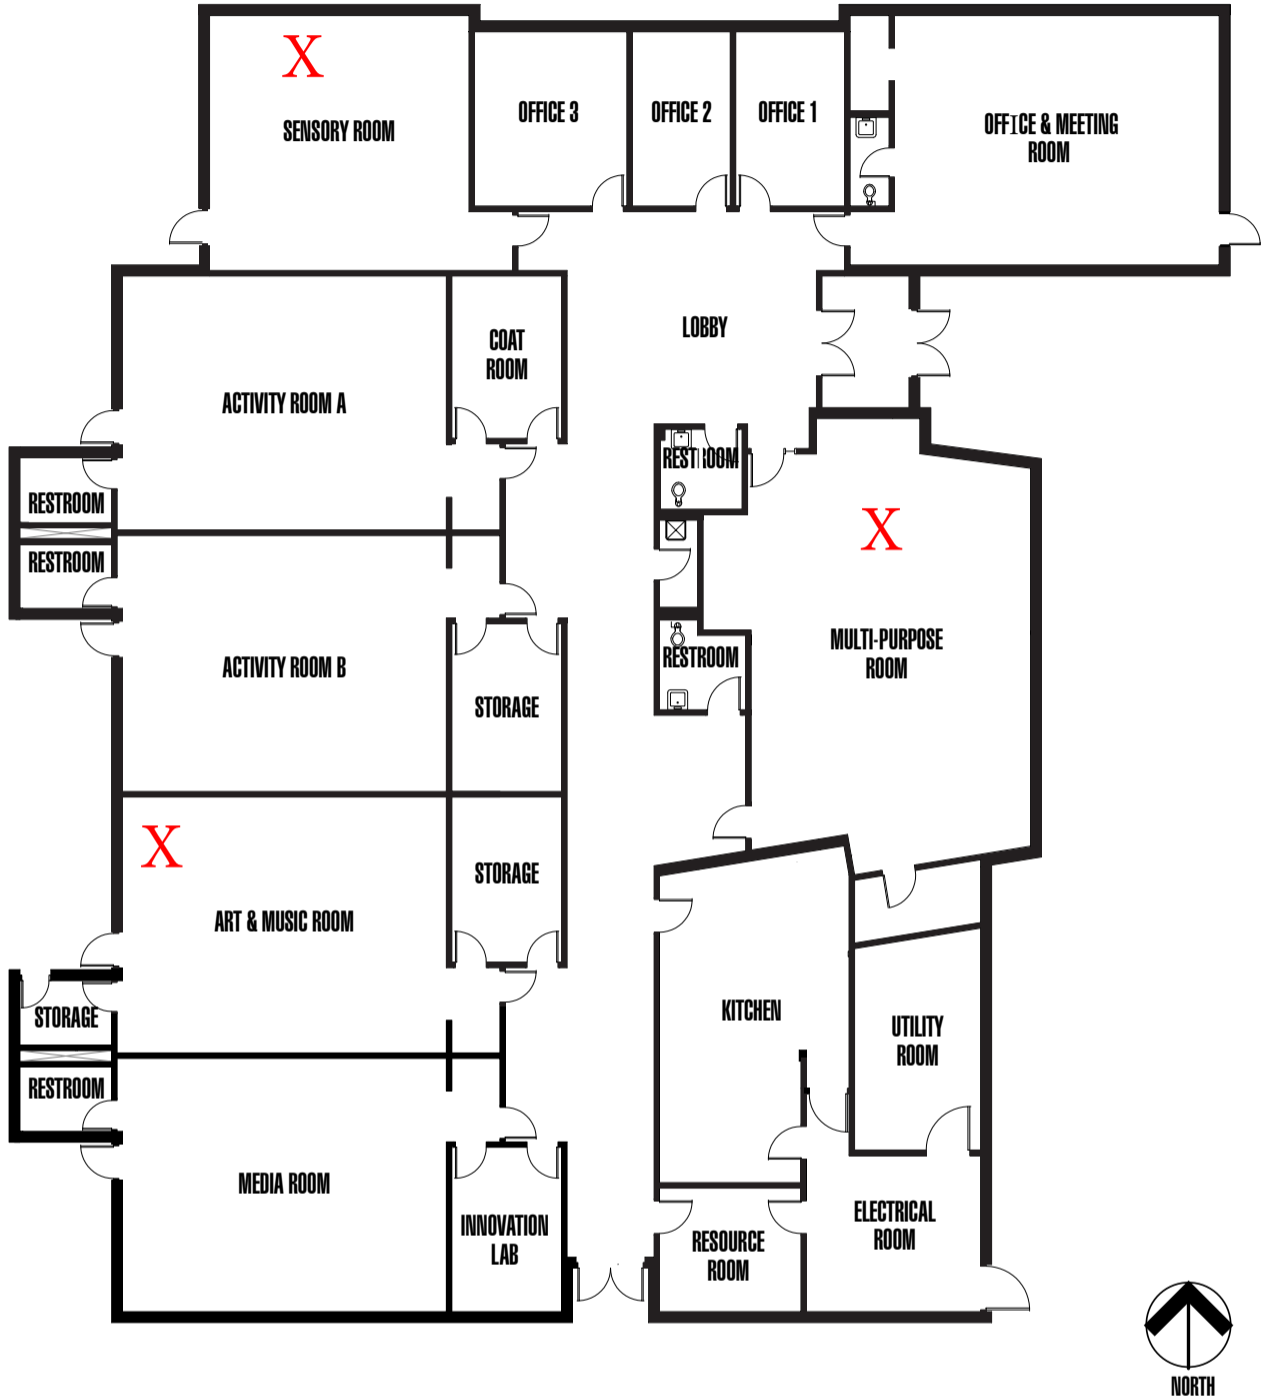 X
SENSORY ROOM
OFFICE 3
OFFICE 2
OFFICE 1
OFFICE & MEETING
ROOM
LOBBY
COAT
ROOM
ACTIVITY ROOM A
RESTROOM
RESTROOM
X
RESTROOM
ACTIVITY ROOM B
RESTROOM
MULTI-PURPOSE
ROOM
STORAGE
X
ART & MUSIC ROOM
STORAGE
STORAGE
KITCHEN
UTILITY
ROOM
RESTROOM
MEDIA ROOM
INNOVATION
LAB
RESOURCE
ROOM
ELECTRICAL
ROOM
NORTH